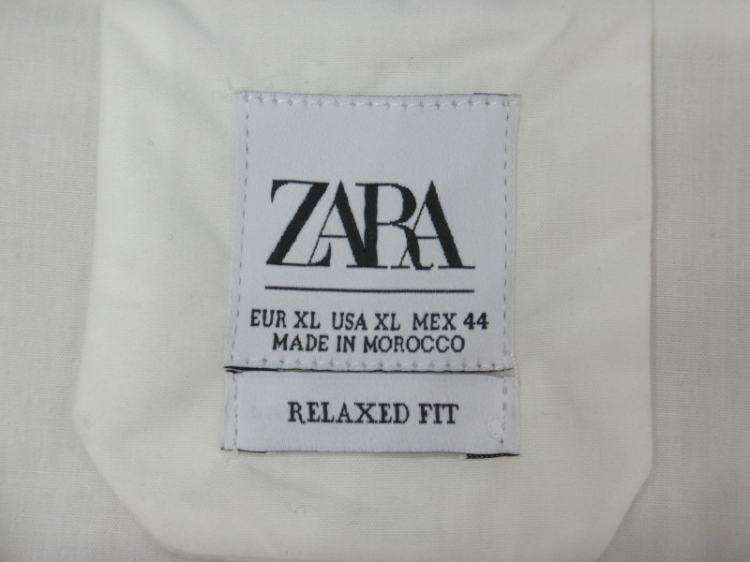 ZARA
EUR XL USA XL MEX 44
MADE IN MOROCCO
RELAXED FIT